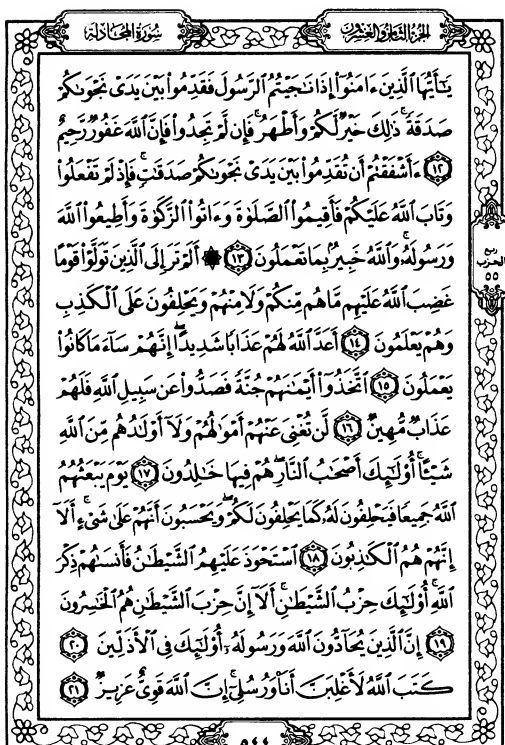 الجزء الثامن والعشرون
سورة المجادلة
يَٰٓأَيُّهَا ٱلَّذِينَ ءَامَنُوٓا۟ إِذَا نَٰجَيْتُمُ ٱلرَّسُولَ فَقَدِّمُوا۟ بَيْنَ يَدَىْ نَجْوَىٰكُمْ
صَدَقَةً ۚ ذَٰلِكَ خَيْرٌ لَّكُمْ وَأَطْهَرُ ۚ فَإِن لَّمْ تَجِدُوا۟ فَإِنَّ ٱللَّهَ غَفُورٌ رَّحِيمٌ
١٢ ءَأَشْفَقْتُمْ أَن تُقَدِّمُوا۟ بَيْنَ يَدَىْ نَجْوَىٰكُمْ صَدَقَٰتٍ ۚ فَإِذْ لَمْ تَفْعَلُوا۟
وَتَابَ ٱللَّهُ عَلَيْكُمْ فَأَقِيمُوا۟ ٱلصَّلَوٰةَ وَءَاتُوا۟ ٱلزَّكَوٰةَ وَأَطِيعُوا۟ ٱللَّهَ
وَرَسُولَهُۥ ۚ وَٱللَّهُ خَبِيرٌۢ بِمَا تَعْمَلُونَ ١٣ ۞ أَلَمْ تَرَ إِلَى ٱلَّذِينَ تَوَلَّوْا۟ قَوْمًا
ربع
الحزب
٥٥
غَضِبَ ٱللَّهُ عَلَيْهِم مَّا هُم مِّنكُمْ وَلَا مِنْهُمْ وَيَحْلِفُونَ عَلَى ٱلْكَذِبِ
وَهُمْ يَعْلَمُونَ ١٤ أَعَدَّ ٱللَّهُ لَهُمْ عَذَابًا شَدِيدًا ۖ إِنَّهُمْ سَآءَ مَا كَانُوا۟
يَعْمَلُونَ ١٥ ٱتَّخَذُوٓا۟ أَيْمَٰنَهُمْ جُنَّةً فَصَدُّوا۟ عَن سَبِيلِ ٱللَّهِ فَلَهُمْ
عَذَابٌ مُّهِينٌ ١٦ لَّن تُغْنِىَ عَنْهُمْ أَمْوَٰلُهُمْ وَلَآ أَوْلَٰدُهُم مِّنَ ٱللَّهِ
شَيْـًٔا ۚ أُو۟لَٰٓئِكَ أَصْحَٰبُ ٱلنَّارِ ۖ هُمْ فِيهَا خَٰلِدُونَ ١٧ يَوْمَ يَبْعَثُهُمُ
ٱللَّهُ جَمِيعًا فَيَحْلِفُونَ لَهُۥ كَمَا يَحْلِفُونَ لَكُمْ ۖ وَيَحْسَبُونَ أَنَّهُمْ عَلَىٰ شَىْءٍ ۚ أَلَآ
إِنَّهُمْ هُمُ ٱلْكَٰذِبُونَ ١٨ ٱسْتَحْوَذَ عَلَيْهِمُ ٱلشَّيْطَٰنُ فَأَنسَىٰهُمْ ذِكْرَ
ٱللَّهِ ۚ أُو۟لَٰٓئِكَ حِزْبُ ٱلشَّيْطَٰنِ ۚ أَلَآ إِنَّ حِزْبَ ٱلشَّيْطَٰنِ هُمُ ٱلْخَٰسِرُونَ
١٩ إِنَّ ٱلَّذِينَ يُحَآدُّونَ ٱللَّهَ وَرَسُولَهُۥٓ أُو۟لَٰٓئِكَ فِى ٱلْأَذَلِّينَ ٢٠
كَتَبَ ٱللَّهُ لَأَغْلِبَنَّ أَنَا۠ وَرُسُلِىٓ ۚ إِنَّ ٱللَّهَ قَوِىٌّ عَزِيزٌ ٢١
٥٤٤